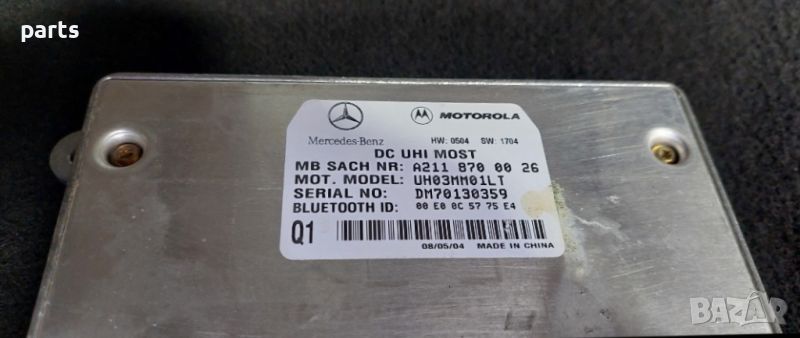 parts
Mercedes-Benz
MOTOROLA
HW: 0504 SW: 1704
DC UHI MOST
MB SACH NR: A211 870 00 26
MOT. MODEL: UH03MM01LT
SERIAL NO: DM70130359
BLUETOOTH ID: 00 E0 0C 57 75 E4
Q1
08/05/04 MADE IN CHINA
BAZAR